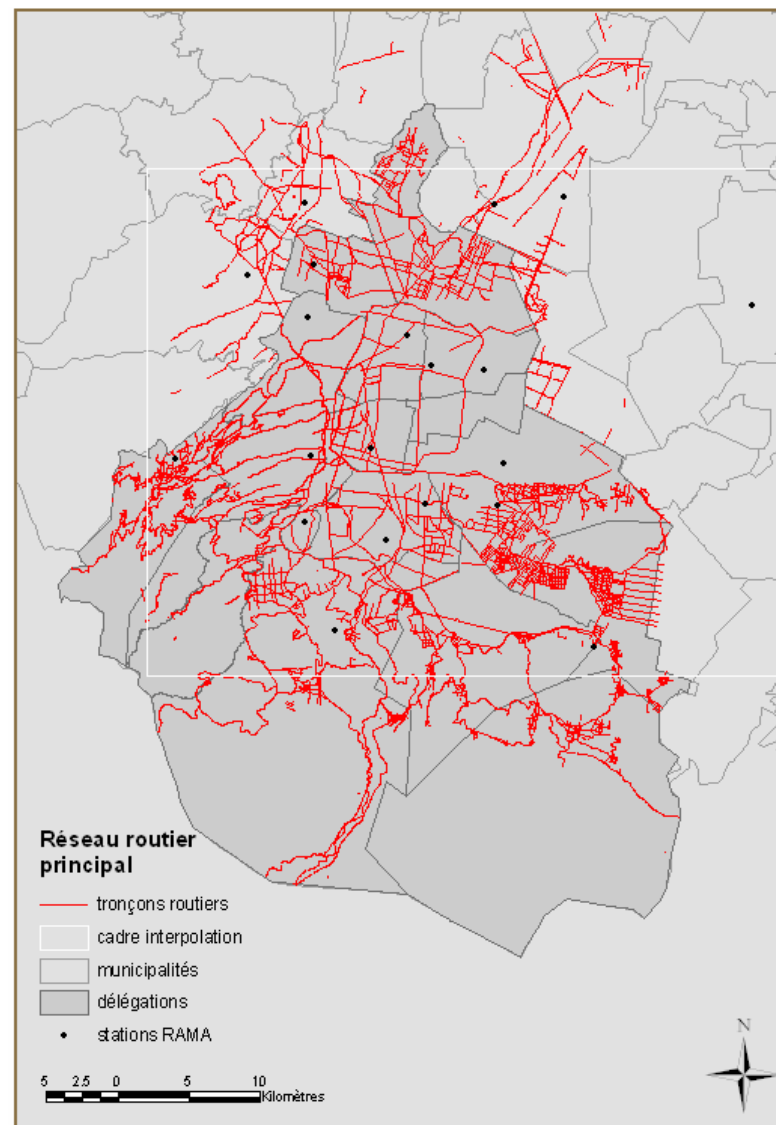 Réseau routier
principal
tronçons routiers
cadre interpolation
municipalités
délégations
stations RAMA
5 2.5 0 5 10
Kilomètres
N